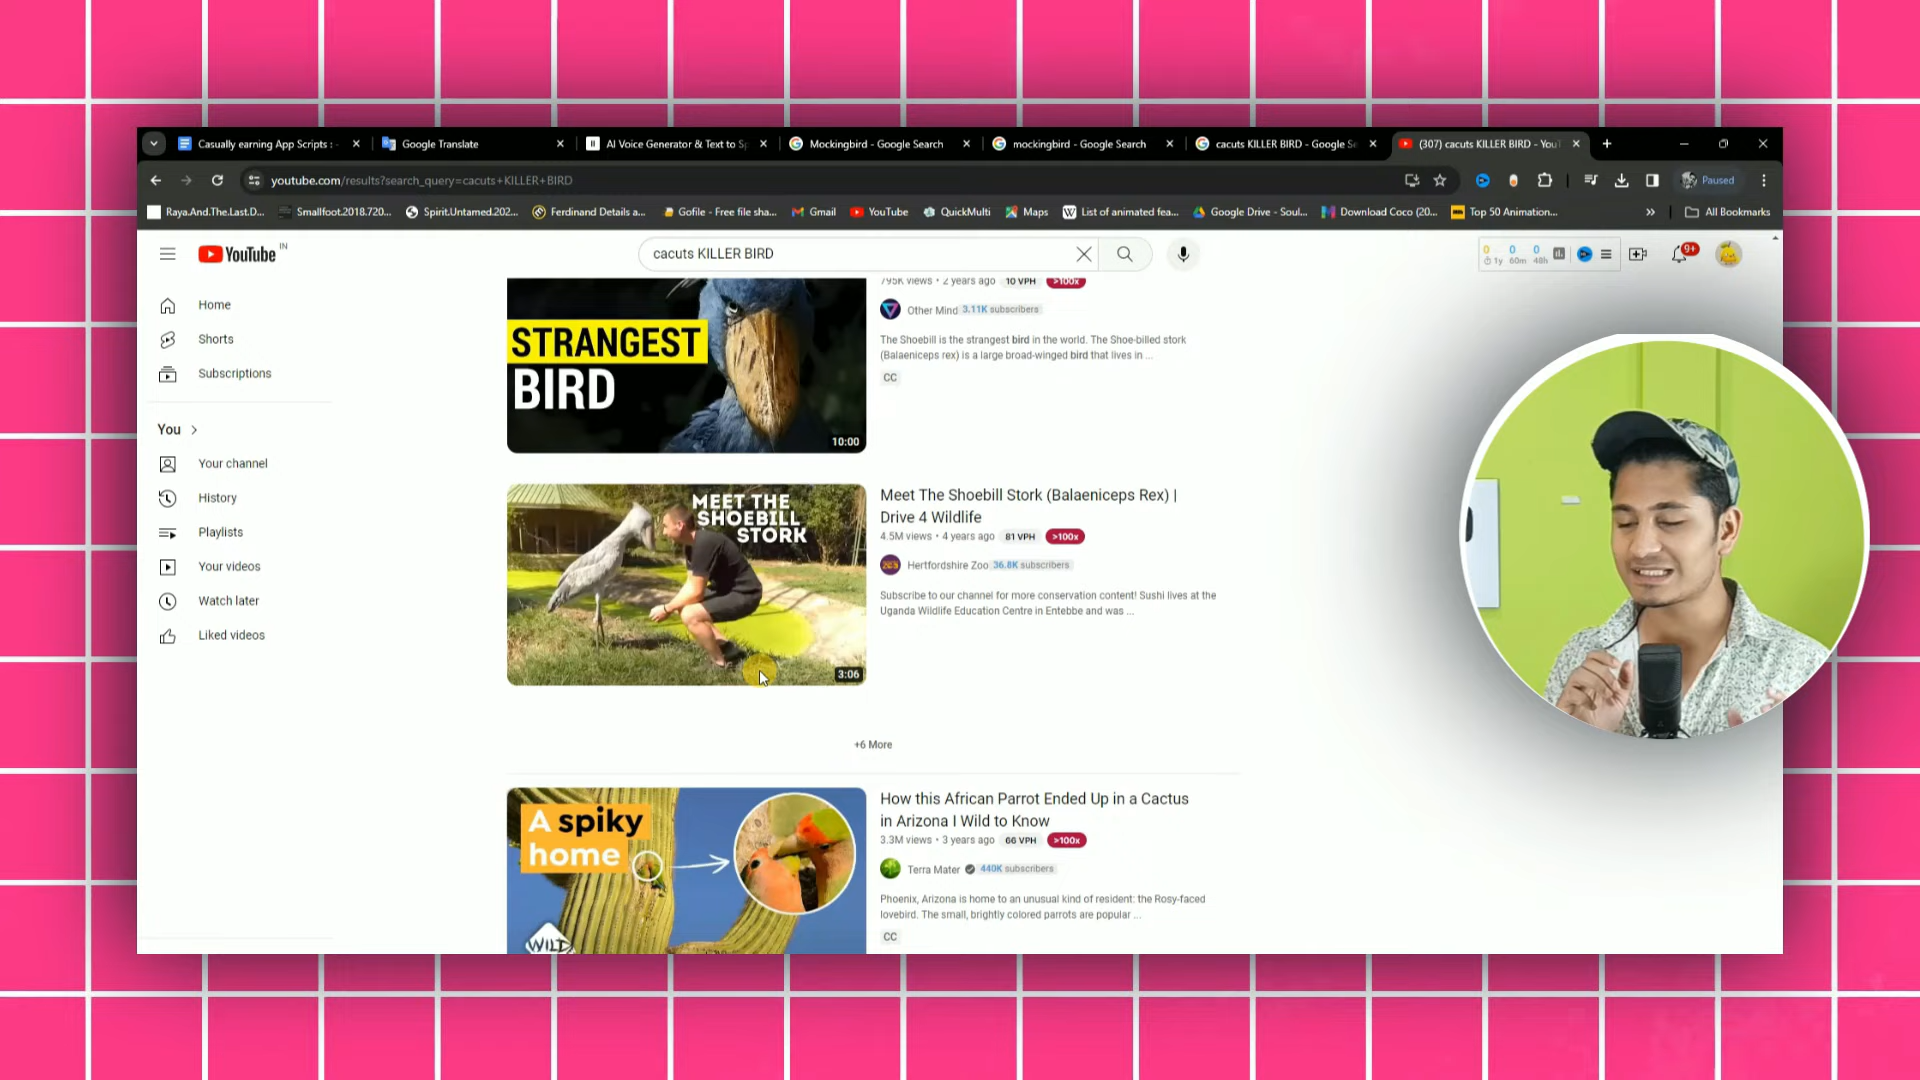 Casually earning App Scripts : -
Google Translate
AI Voice Generator & Text to Sp
Mockingbird - Google Search
mockingbird - Google Search
cacuts KILLER BIRD - Google Se
(307) cacuts KILLER BIRD - YouT
youtube.com/results?search_query=cacuts+KILLER+BIRD
Paused
Raya.And.The.Last.D...
Smallfoot.2018.720...
Spirit.Untamed.202...
Ferdinand Details a...
Gofile - Free file sha...
Gmail
YouTube
QuickMulti
Maps
List of animated fea...
Google Drive - Soul...
Download Coco (20...
Top 50 Animation...
All Bookmarks
YouTube IN
cacuts KILLER BIRD
0 0 0
1y 60m 48h
9+
Home
Shorts
Subscriptions
You
Your channel
History
Playlists
Your videos
Watch later
Liked videos
STRANGEST
BIRD
10:00
795K views • 2 years ago 10 VPH >100x
Other Mind 3.11K subscribers
The Shoebill is the strangest bird in the world. The Shoe-billed stork
(Balaeniceps rex) is a large broad-winged bird that lives in ...
CC
MEET THE
SHOEBILL
STORK
3:06
Meet The Shoebill Stork (Balaeniceps Rex) |
Drive 4 Wildlife
4.5M views • 4 years ago 81 VPH >100x
Hertfordshire Zoo 36.8K subscribers
Subscribe to our channel for more conservation content! Sushi lives at the
Uganda Wildlife Education Centre in Entebbe and was ...
+6 More
A spiky
home
WILD
How this African Parrot Ended Up in a Cactus
in Arizona I Wild to Know
3.3M views • 3 years ago 66 VPH >100x
Terra Mater 440K subscribers
Phoenix, Arizona is home to an unusual kind of resident: the Rosy-faced
lovebird. The small, brightly colored parrots are popular ...
CC